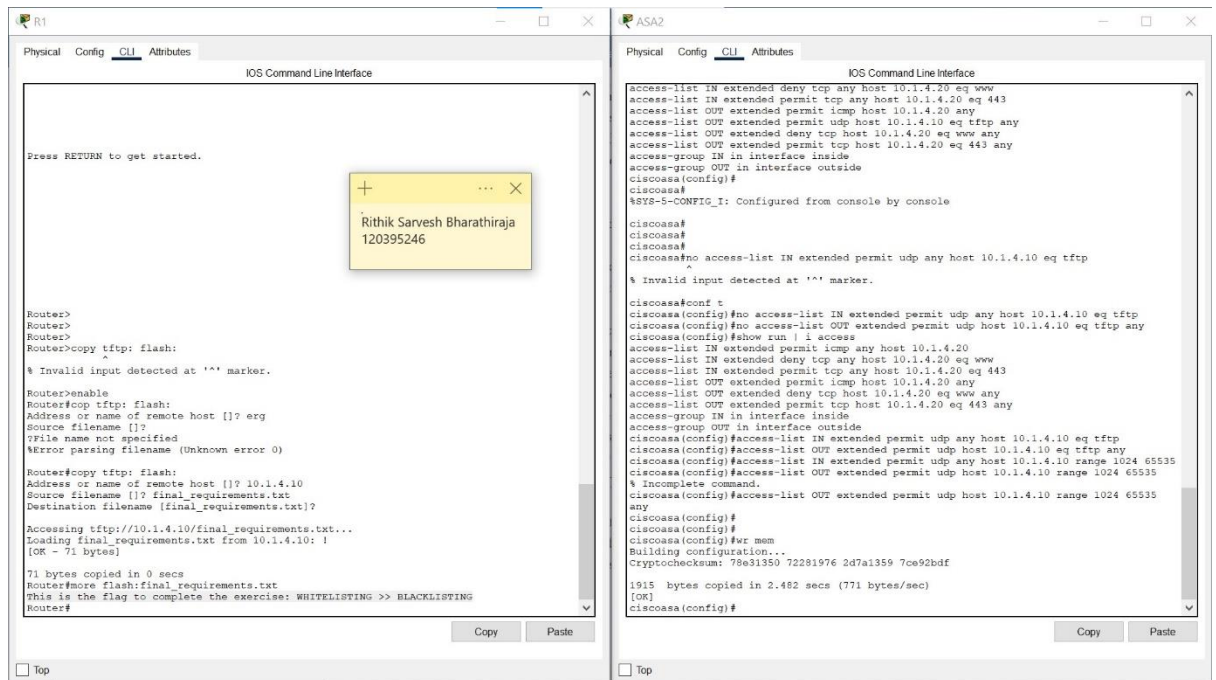 R1
Physical Config CLI Attributes
IOS Command Line Interface
Press RETURN to get started.
Router>
Router>
Router>
Router>copy tftp: flash:
^
% Invalid input detected at '^' marker.
Router>enable
Router#cop tftp: flash:
Address or name of remote host []? erg
Source filename []?
?File name not specified
%Error parsing filename (Unknown error 0)
Router#copy tftp: flash:
Address or name of remote host []? 10.1.4.10
Source filename []? final_requirements.txt
Destination filename [final_requirements.txt]?
Accessing tftp://10.1.4.10/final_requirements.txt...
Loading final_requirements.txt from 10.1.4.10: !
[OK - 71 bytes]
71 bytes copied in 0 secs
Router#more flash:final_requirements.txt
This is the flag to complete the exercise: WHITELISTING >> BLACKLISTING
Router#
Copy Paste
Top
Rithik Sarvesh Bharathiraja
120395246
ASA2
Physical Config CLI Attributes
IOS Command Line Interface
access-list IN extended deny tcp any host 10.1.4.20 eq www
access-list IN extended permit tcp any host 10.1.4.20 eq 443
access-list OUT extended permit icmp host 10.1.4.20 any
access-list OUT extended permit udp host 10.1.4.10 eq tftp any
access-list OUT extended deny tcp host 10.1.4.20 eq www any
access-list OUT extended permit tcp host 10.1.4.20 eq 443 any
access-group IN in interface inside
access-group OUT in interface outside
ciscoasa(config)#
ciscoasa#
%SYS-5-CONFIG_I: Configured from console by console
ciscoasa#
ciscoasa#
ciscoasa#
ciscoasa#no access-list IN extended permit udp any host 10.1.4.10 eq tftp
^
% Invalid input detected at '^' marker.
ciscoasa#conf t
ciscoasa(config)#no access-list IN extended permit udp any host 10.1.4.10 eq tftp
ciscoasa(config)#no access-list OUT extended permit udp host 10.1.4.10 eq tftp any
ciscoasa(config)#show run | i access
access-list IN extended permit icmp any host 10.1.4.20
access-list IN extended deny tcp any host 10.1.4.20 eq www
access-list IN extended permit tcp any host 10.1.4.20 eq 443
access-list OUT extended permit icmp host 10.1.4.20 any
access-list OUT extended deny tcp host 10.1.4.20 eq www any
access-list OUT extended permit tcp host 10.1.4.20 eq 443 any
access-group IN in interface inside
access-group OUT in interface outside
ciscoasa(config)#access-list IN extended permit udp any host 10.1.4.10 eq tftp
ciscoasa(config)#access-list OUT extended permit udp host 10.1.4.10 eq tftp any
ciscoasa(config)#access-list IN extended permit udp any host 10.1.4.10 range 1024 65535
ciscoasa(config)#access-list OUT extended permit udp host 10.1.4.10 range 1024 65535
% Incomplete command.
ciscoasa(config)#access-list OUT extended permit udp host 10.1.4.10 range 1024 65535
any
ciscoasa(config)#
ciscoasa(config)#
ciscoasa(config)#wr mem
Building configuration...
Cryptochecksum: 78e31350 72281976 2d7a1359 7ce92bdf
1915 bytes copied in 2.482 secs (771 bytes/sec)
[OK]
ciscoasa(config)#
Copy Paste
Top